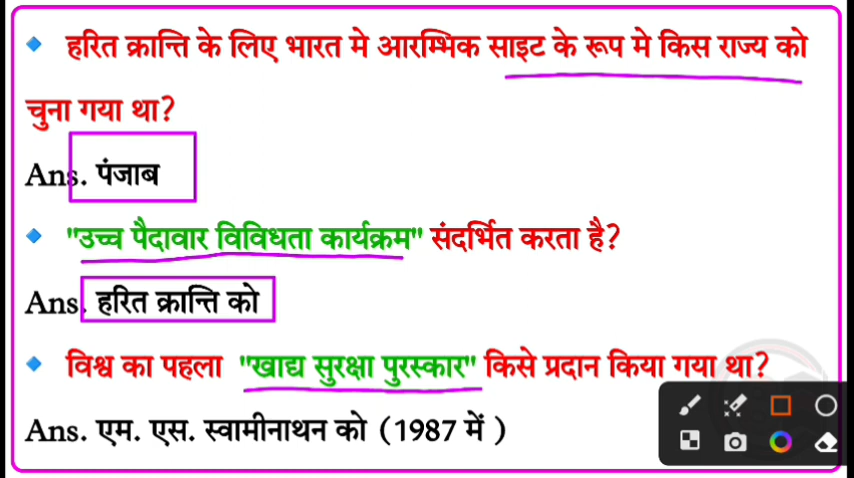 हरित क्रान्ति के लिए भारत मे आरम्भिक साइट के रूप मे किस राज्य को
चुना गया था?
Ans. पंजाब
"उच्च पैदावार विविधता कार्यक्रम" संदर्भित करता है?
Ans. हरित क्रान्ति को
विश्व का पहला "खाद्य सुरक्षा पुरस्कार" किसे प्रदान किया गया था?
Ans. एम. एस. स्वामीनाथन को (1987 में )